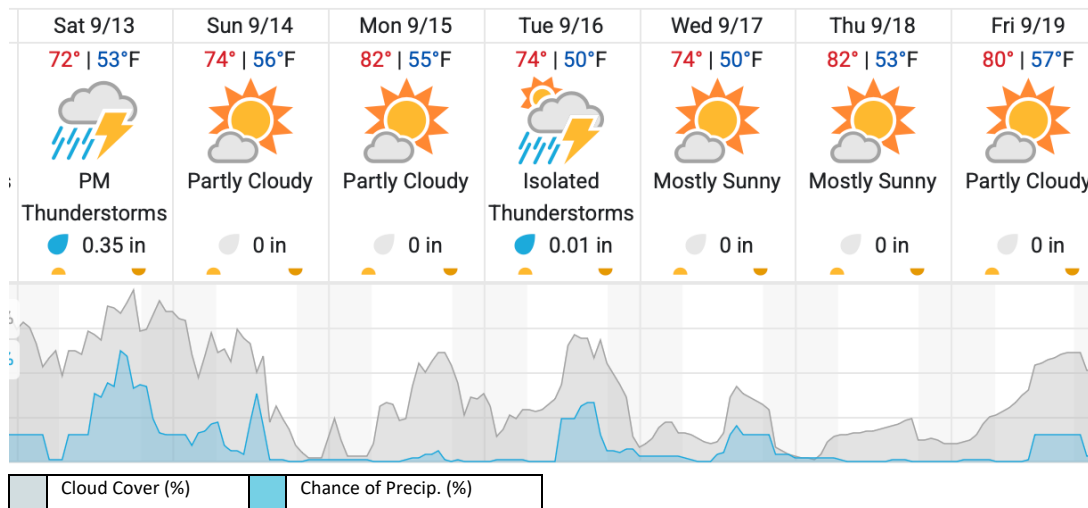 Sat 9/13 Sun 9/14 Mon 9/15 Tue 9/16 Wed 9/17 Thu 9/18 Fri 9/19
72° | 53°F 74° | 56°F 82° | 55°F 74° | 50°F 74° | 50°F 82° | 53°F 80° | 57°F
PM Partly Cloudy Partly Cloudy Isolated Mostly Sunny Mostly Sunny Partly Cloudy
Thunderstorms Thunderstorms
0.35 in 0 in 0 in 0.01 in 0 in 0 in 0 in
%
%
Cloud Cover (%) Chance of Precip. (%)